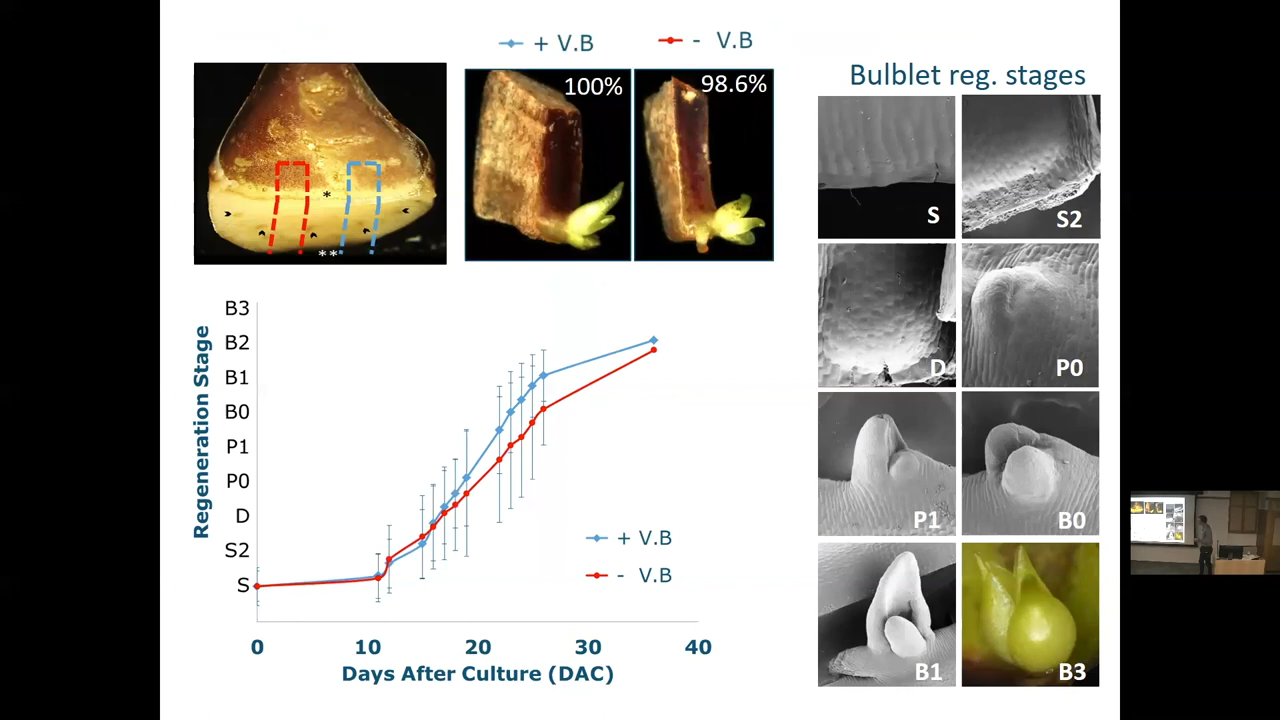 + V.B
- V.B
Bulblet reg. stages
100%
98.6%
*
**
S
S2
D
P0
P1
B0
B1
B3
Regeneration Stage
B3
B2
B1
B0
P1
P0
D
S2
S
+ V.B
- V.B
0 10 20 30 40
Days After Culture (DAC)